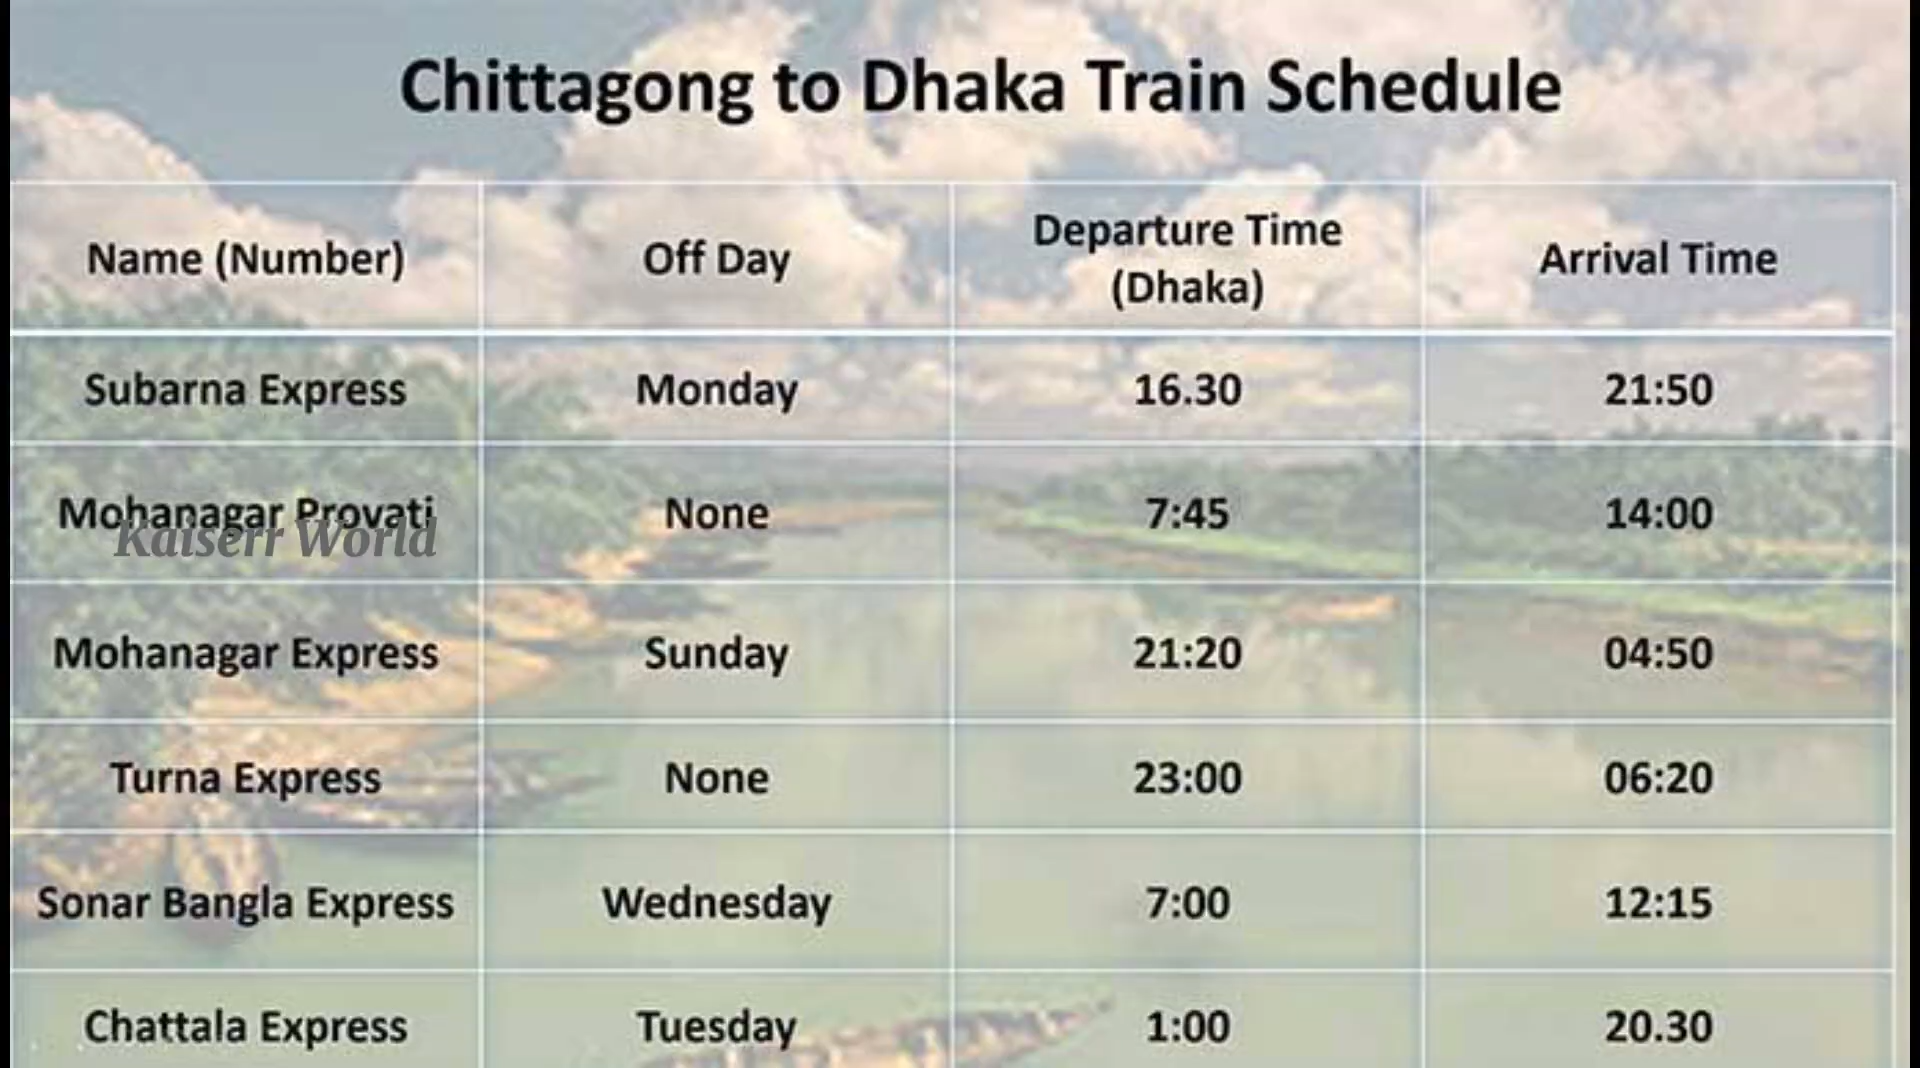 Chittagong to Dhaka Train Schedule
Name (Number) Off Day Departure Time (Dhaka) Arrival Time
Subarna Express Monday 16.30 21:50
Mohanagar Provati None 7:45 14:00
Kaiserr World
Mohanagar Express Sunday 21:20 04:50
Turna Express None 23:00 06:20
Sonar Bangla Express Wednesday 7:00 12:15
Chattala Express Tuesday 1:00 20.30